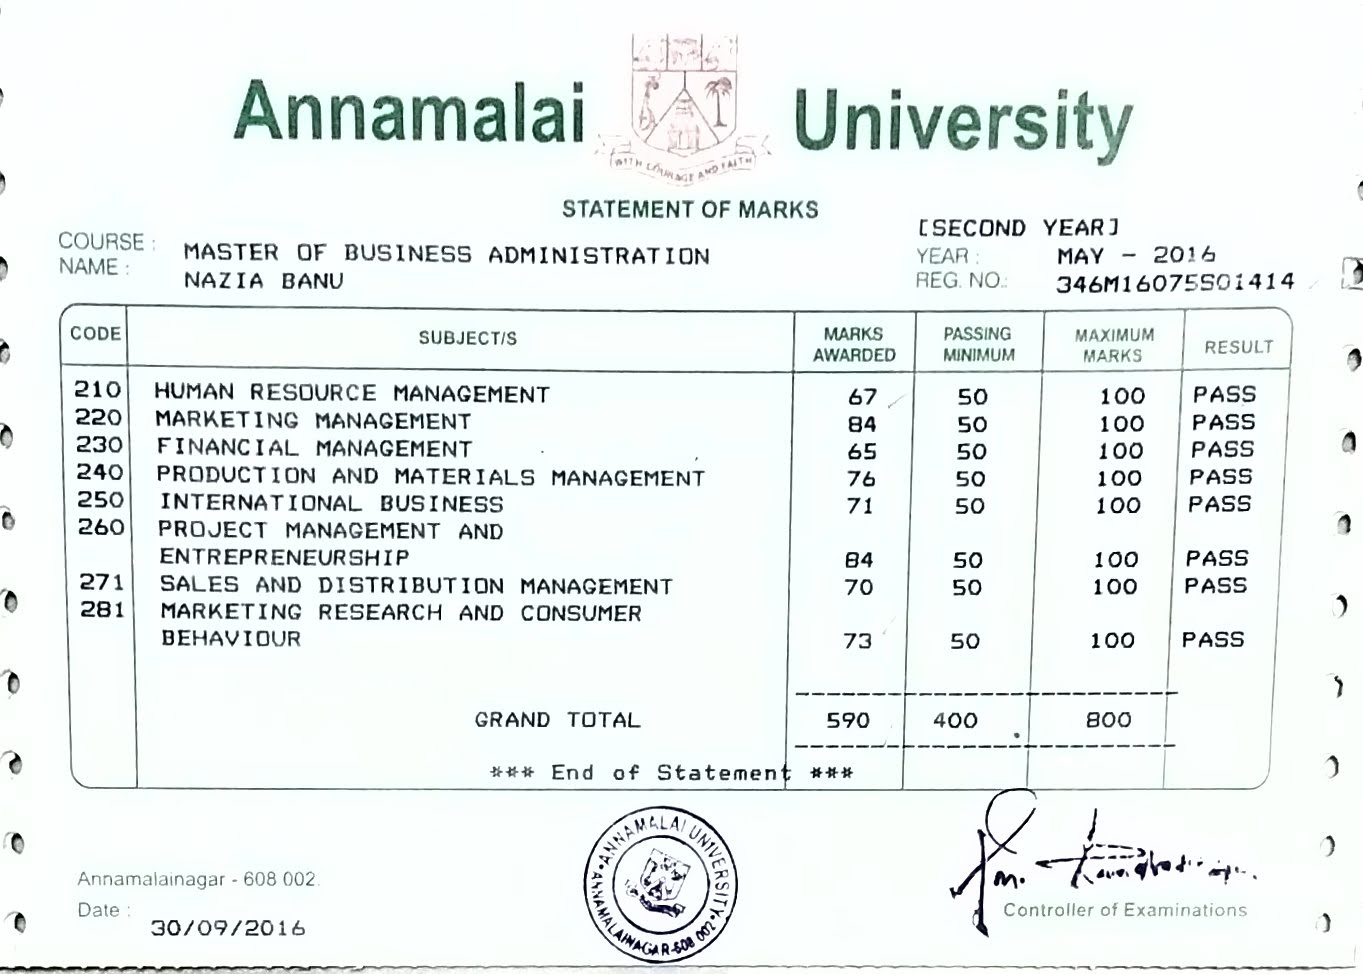 Annamalai University
WITH COURAGE AND FAITH
STATEMENT OF MARKS
[SECOND YEAR]
COURSE : MASTER OF BUSINESS ADMINISTRATION YEAR : MAY - 2016
NAME : NAZIA BANU REG. NO.: 346M16075S01414
CODE SUBJECT/S MARKS AWARDED PASSING MINIMUM MAXIMUM MARKS RESULT
210 HUMAN RESOURCE MANAGEMENT 67 50 100 PASS
220 MARKETING MANAGEMENT 84 50 100 PASS
230 FINANCIAL MANAGEMENT 65 50 100 PASS
240 PRODUCTION AND MATERIALS MANAGEMENT 76 50 100 PASS
250 INTERNATIONAL BUSINESS 71 50 100 PASS
260 PROJECT MANAGEMENT AND
ENTREPRENEURSHIP 84 50 100 PASS
271 SALES AND DISTRIBUTION MANAGEMENT 70 50 100 PASS
281 MARKETING RESEARCH AND CONSUMER
BEHAVIOUR 73 50 100 PASS
GRAND TOTAL 590 400 800
*** End of Statement ***
ANNAMALAI UNIVERSITY
ANNAMALAINAGAR-608 002
Annamalainagar - 608 002.
Date : 30/09/2016
Controller of Examinations